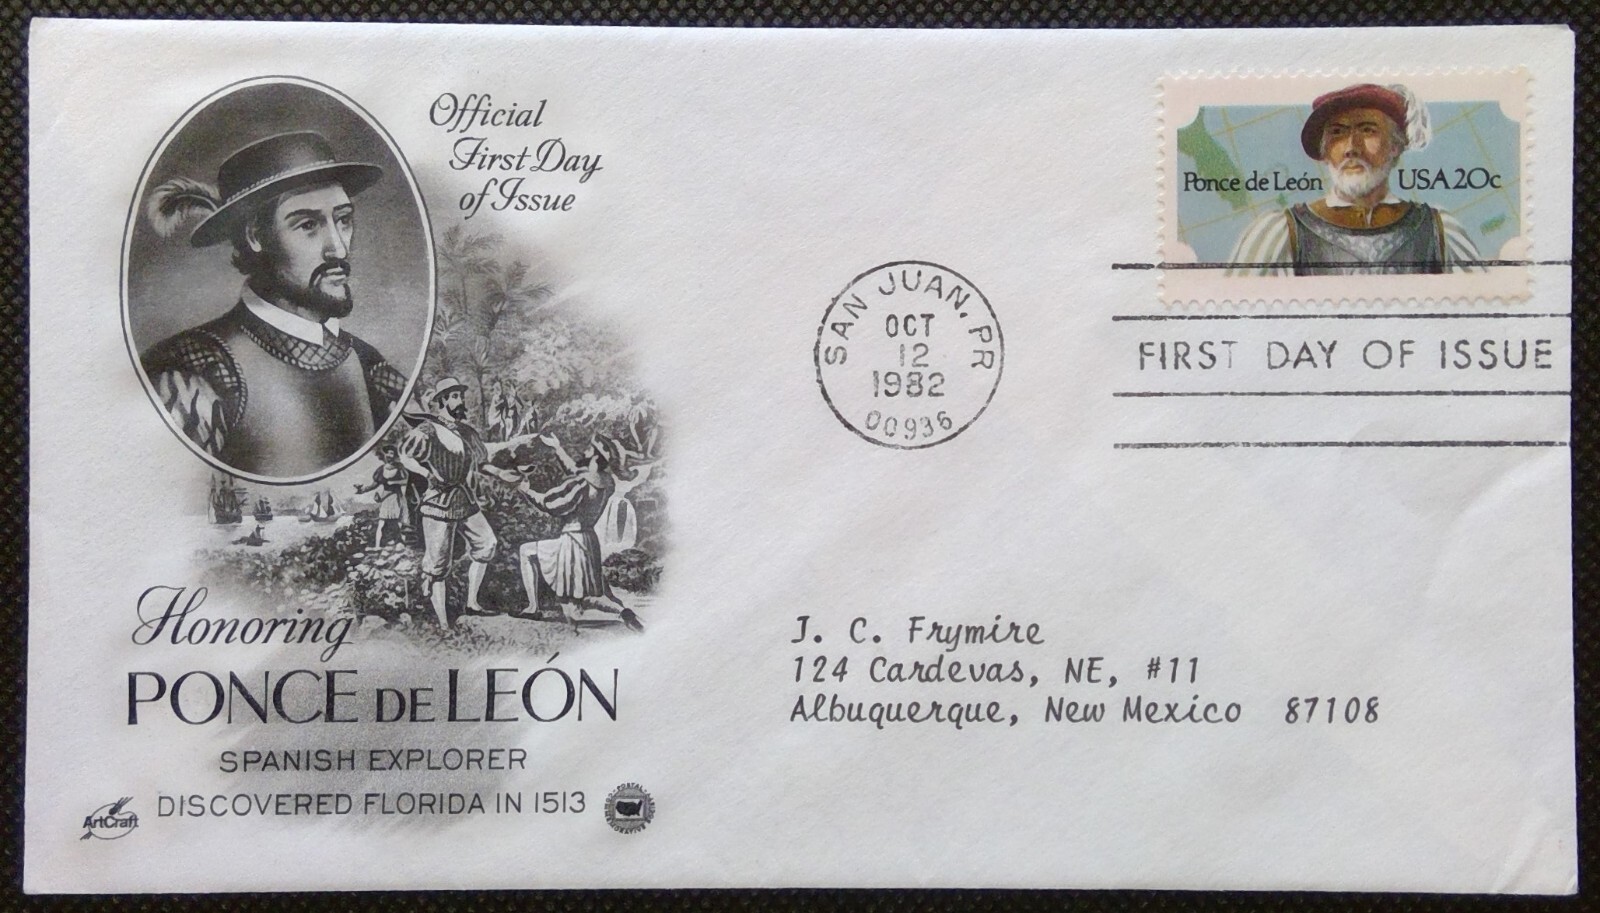 Official
First Day
of Issue
Ponce de León USA 20c
SAN JUAN, PR
OCT
12
1982
00936
FIRST DAY OF ISSUE
Honoring
PONCE DE LEÓN
SPANISH EXPLORER
DISCOVERED FLORIDA IN 1513
ArtCraft
J. C. Frymire
124 Cardevas, NE, #11
Albuquerque, New Mexico 87108